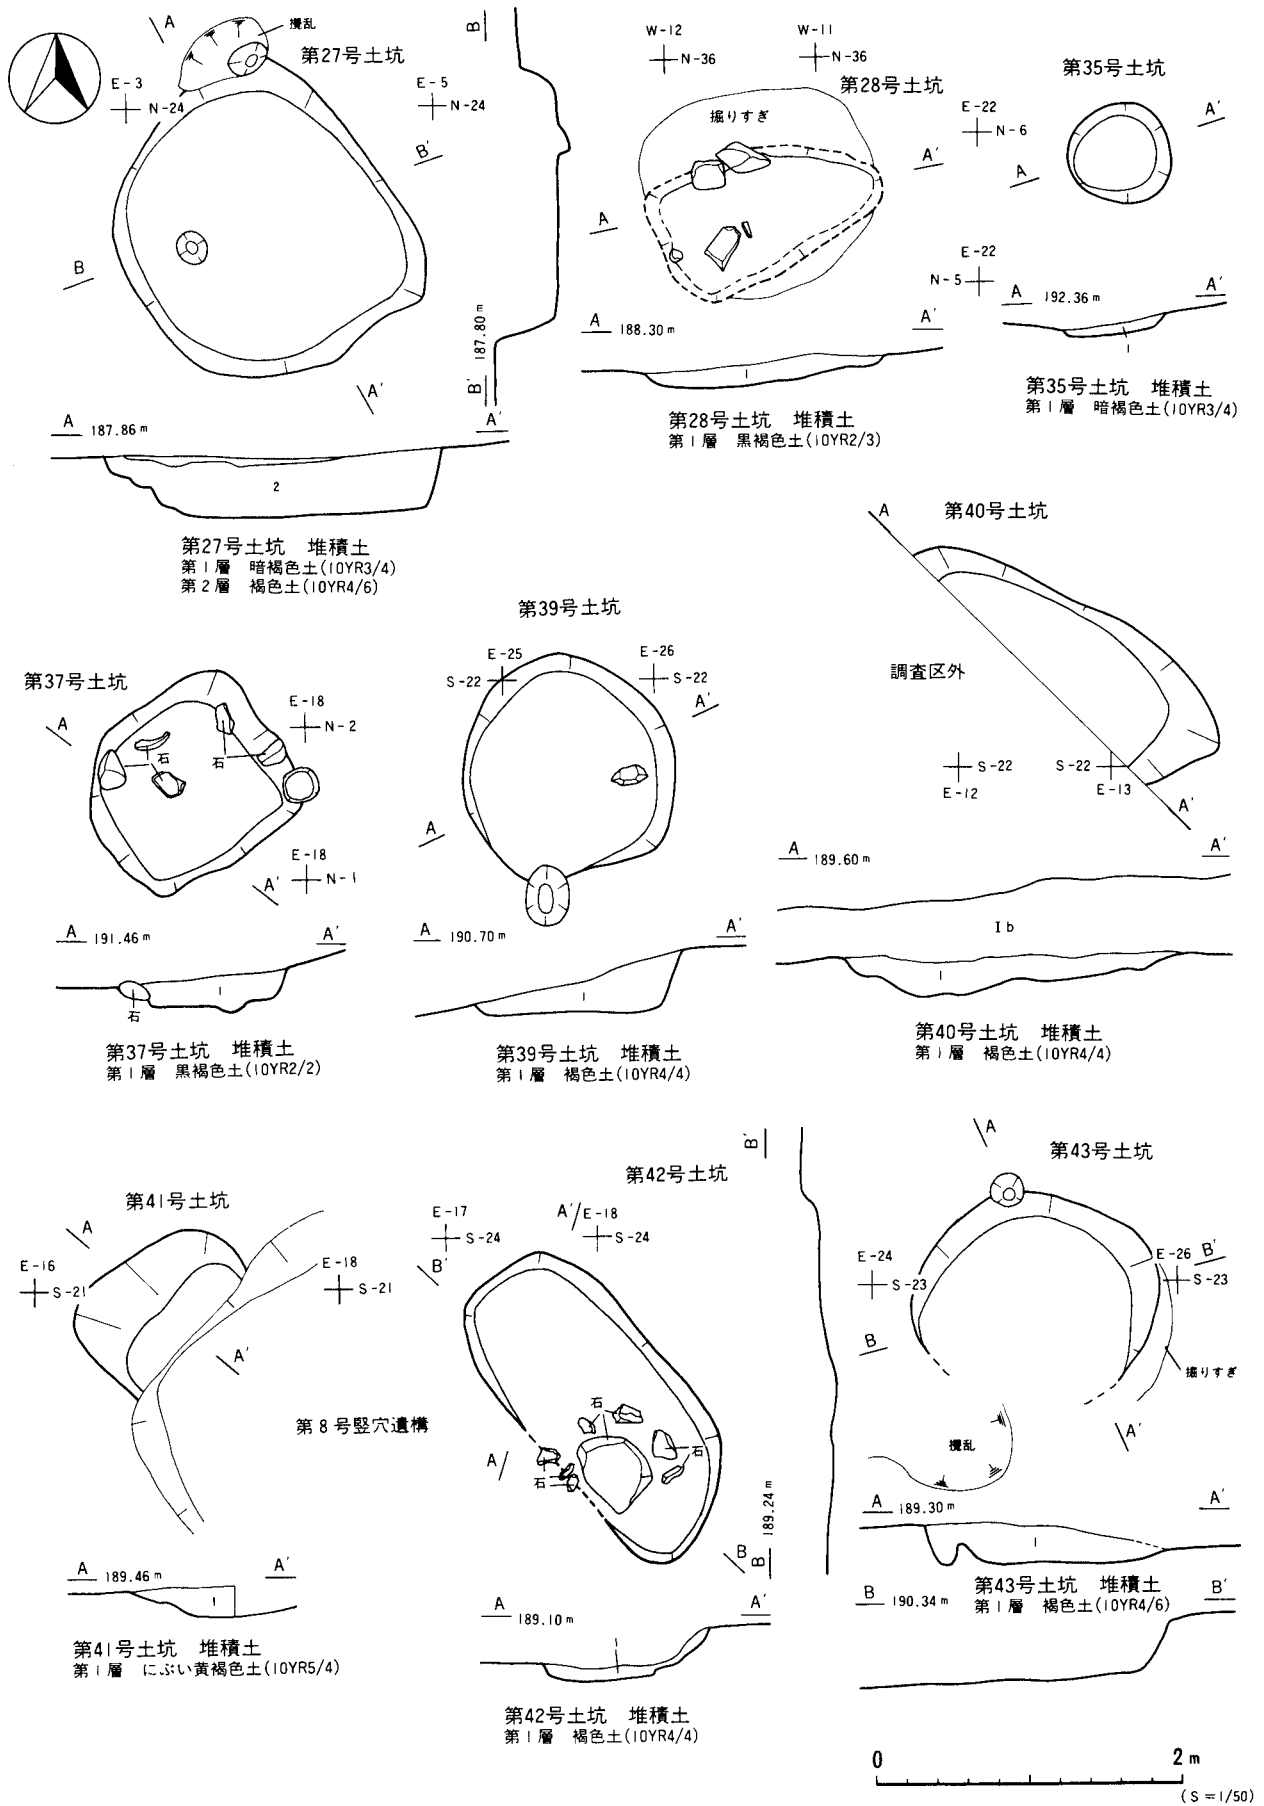 第27号土坑
攪乱
A
E-3
N-24
E-5
N-24
B'
B
A'
B
187.80m
B'
A 187.86m A'
2
第27号土坑 堆積土
第1層 暗褐色土(10YR3/4)
第2層 褐色土(10YR4/6)
W-12
N-36
W-11
N-36
第28号土坑
掘りすぎ
A
A'
A 188.30m A'
1
第28号土坑 堆積土
第1層 黒褐色土(10YR2/3)
第35号土坑
E-22
N-6
A'
A
E-22
N-5
A 192.36m A'
1
第35号土坑 堆積土
第1層 暗褐色土(10YR3/4)
第37号土坑
A
E-18
N-2
石
石
E-18
N-1
A'
A 191.46m A'
1
石
第37号土坑 堆積土
第1層 黒褐色土(10YR2/2)
第39号土坑
E-25
S-22
E-26
S-22
A'
A
A 190.70m A'
1
第39号土坑 堆積土
第1層 褐色土(10YR4/4)
第40号土坑
A
調査区外
S-22
E-12
S-22
E-13
A'
A 189.60m A'
Ib
1
第40号土坑 堆積土
第1層 褐色土(10YR4/4)
第41号土坑
A
E-16
S-21
E-18
S-21
A'
第8号竪穴遺構
A 189.46m A'
1
第41号土坑 堆積土
第1層 にぶい黄褐色土(10YR5/4)
第42号土坑
E-17
S-24
A'
E-18
S-24
B'
石
石
石
A
B
B'
189.24m
B
A 189.10m A'
1
第42号土坑 堆積土
第1層 褐色土(10YR4/4)
A
第43号土坑
E-24
S-23
E-26
S-23
B'
B
掘りすぎ
攪乱
A'
A 189.30m A'
1
第43号土坑 堆積土
第1層 褐色土(10YR4/6)
B 190.34m B'
0 2m
(S=1/50)